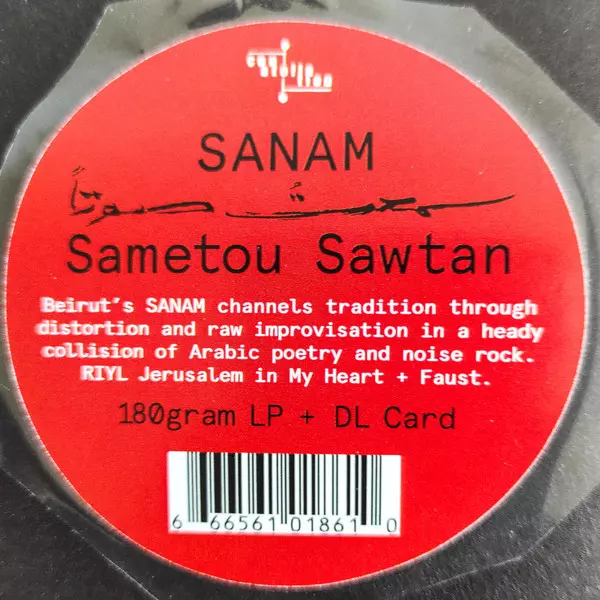 constellation
SANAM
سمعتُ صوتاً
Sametou Sawtan
Beirut's SANAM channels tradition through
distortion and raw improvisation in a heady
collision of Arabic poetry and noise rock.
RIYL Jerusalem in My Heart + Faust.
180gram LP + DL Card
6 66561 01861 0